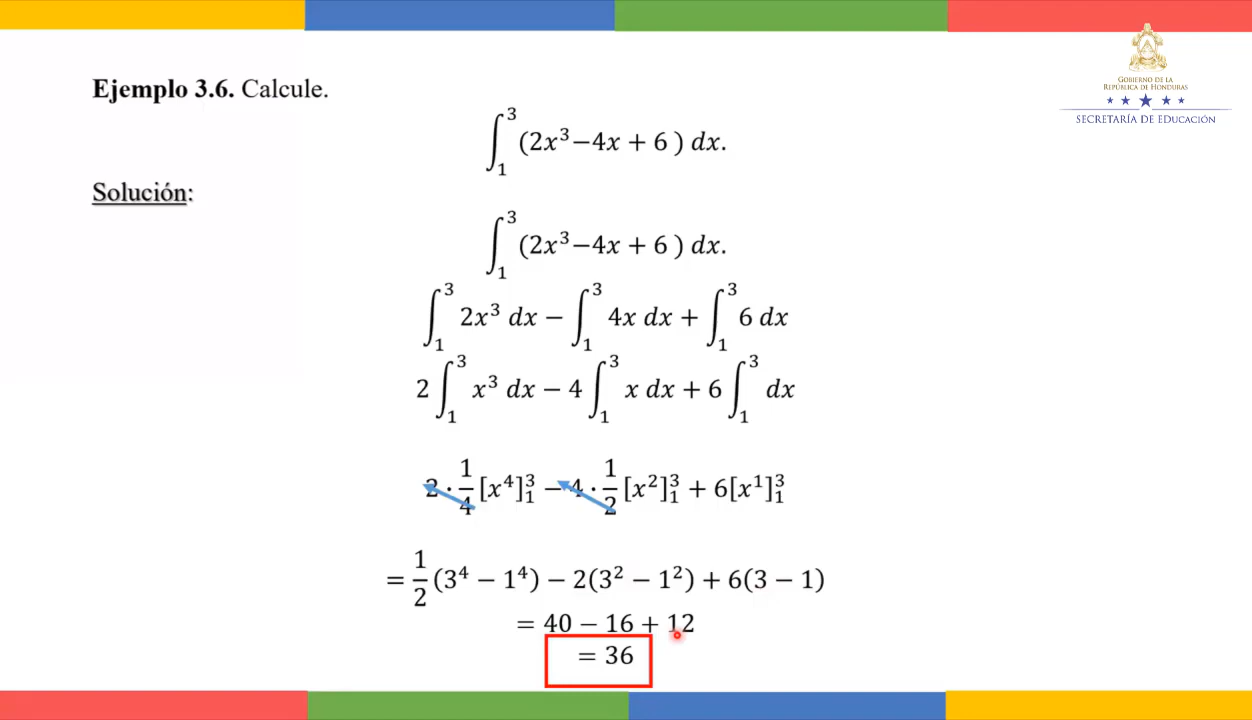 Ejemplo 3.6. Calcule.
GOBIERNO DE LA
REPÚBLICA DE HONDURAS
SECRETARÍA DE EDUCACIÓN
∫₁³ (2x³−4x + 6 ) dx.
Solución:
∫₁³ (2x³−4x + 6 ) dx.
∫₁³ 2x³ dx − ∫₁³ 4x dx + ∫₁³ 6 dx
2 ∫₁³ x³ dx − 4 ∫₁³ x dx + 6 ∫₁³ dx
2 · 1/4 [x⁴]₁³ − 4 · 1/2 [x²]₁³ + 6[x¹]₁³
= 1/2 (3⁴ − 1⁴) − 2(3² − 1²) + 6(3 − 1)
= 40 − 16 + 12
= 36